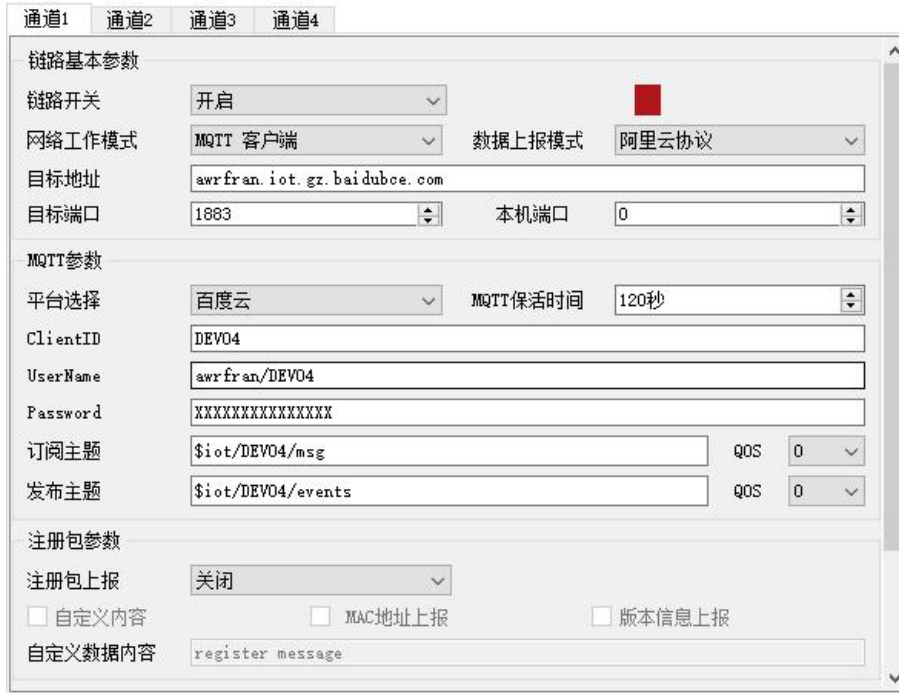 通道1 通道2 通道3 通道4
链路基本参数
链路开关 开启
网络工作模式 MQTT 客户端 数据上报模式 阿里云协议
目标地址 awrfran.iot.gz.baidubce.com
目标端口 1883 本机端口 0
MQTT参数
平台选择 百度云 MQTT保活时间 120秒
ClientID DEV04
UserName awrfran/DEV04
Password XXXXXXXXXXXXXXX
订阅主题 $iot/DEV04/msg QOS 0
发布主题 $iot/DEV04/events QOS 0
注册包参数
注册包上报 关闭
自定义内容 MAC地址上报 版本信息上报
自定义数据内容 register message